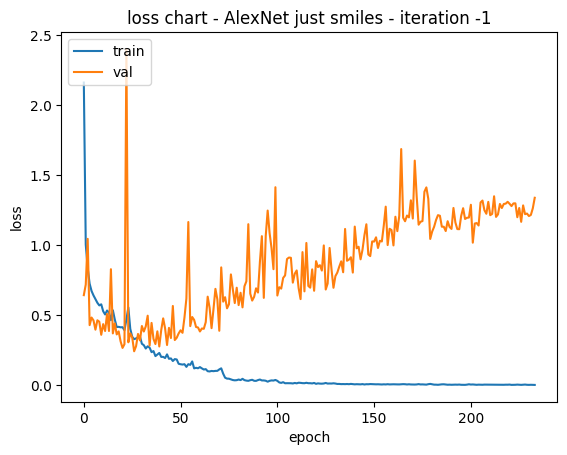 loss chart - AlexNet just smiles - iteration -1
train
val
loss
2.5
2.0
1.5
1.0
0.5
0.0
0 50 100 150 200
epoch